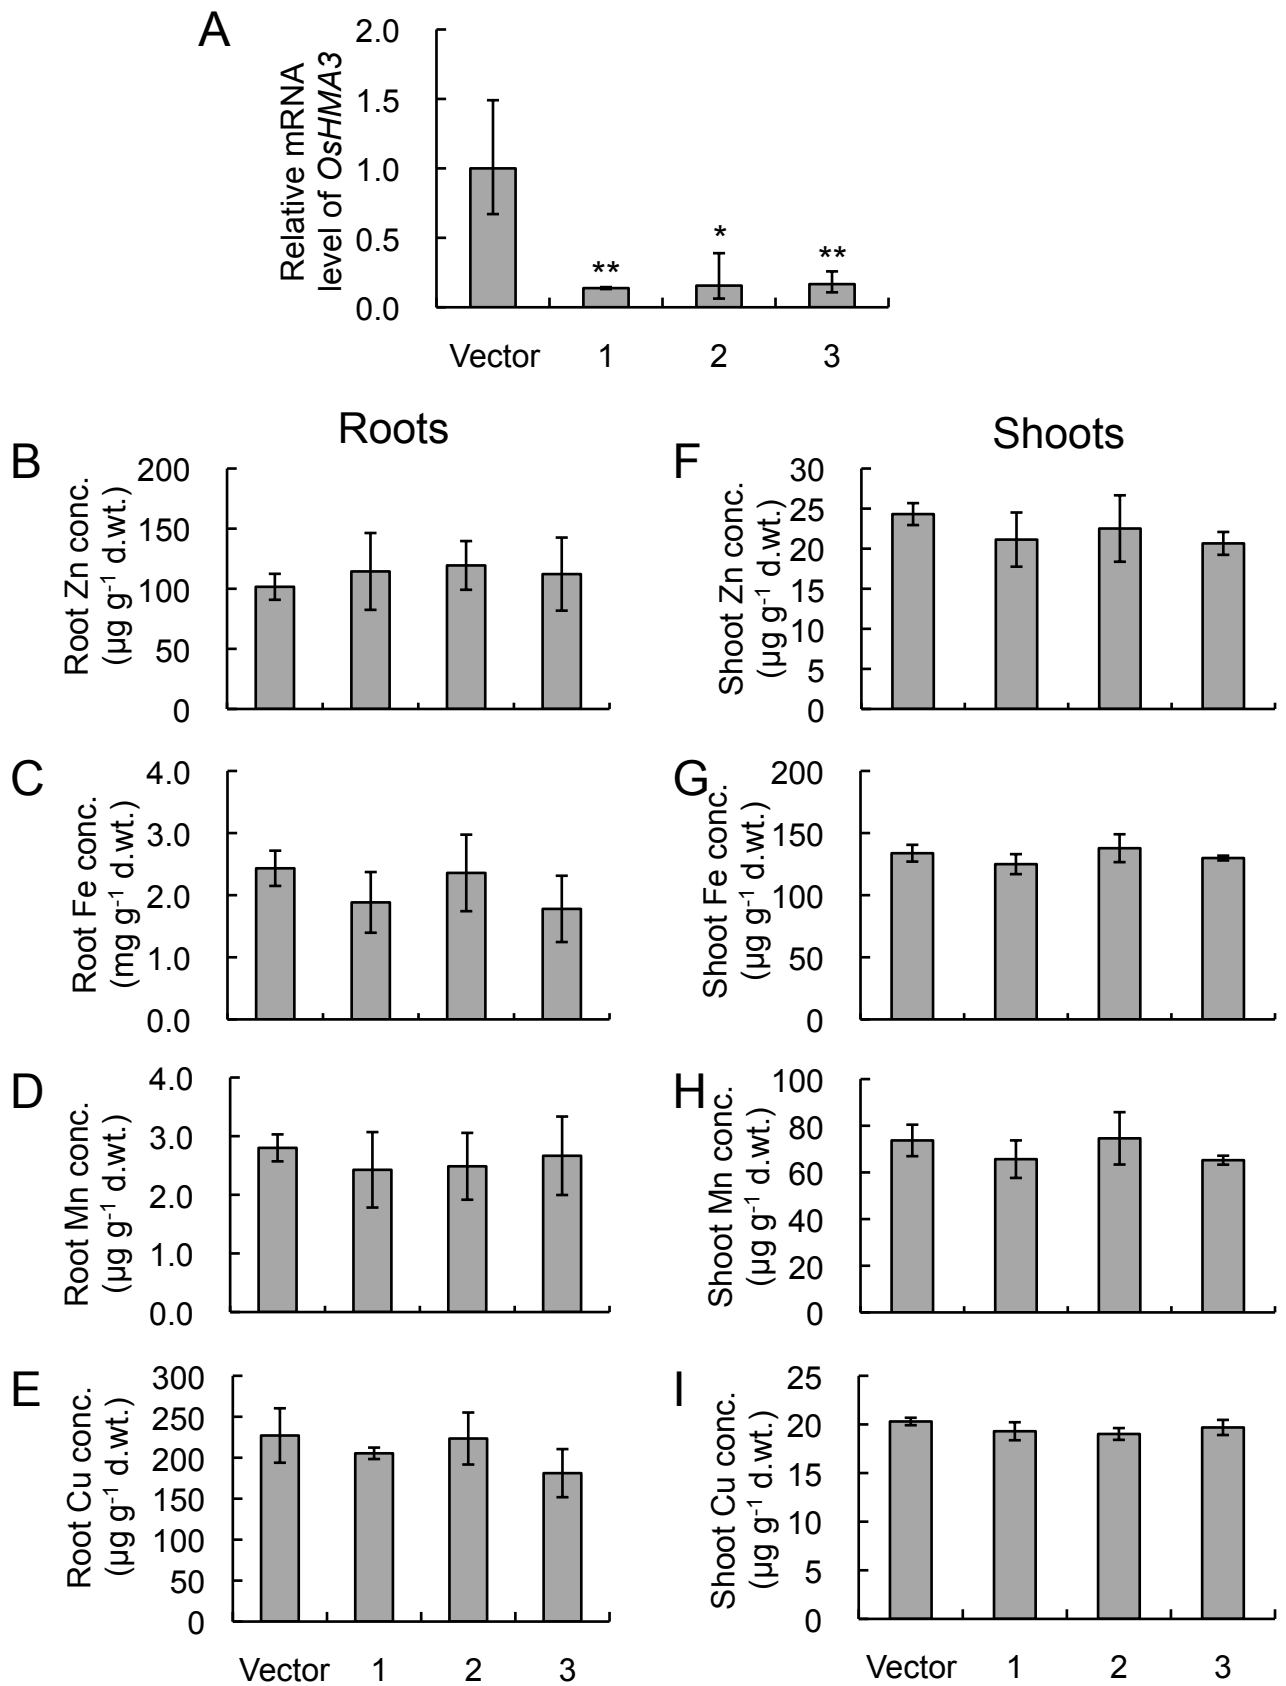 A
Relative mRNA
level of OsHMA3
2.0
1.5
1.0
0.5
0.0
**
*
**
Vector 1 2 3
Roots
Shoots
B
Root Zn conc.
(µg g-1 d.wt.)
200
150
100
50
0
F
Shoot Zn conc.
(µg g-1 d.wt.)
30
25
20
15
10
5
0
C
Root Fe conc.
(mg g-1 d.wt.)
4.0
3.0
2.0
1.0
0.0
G
Shoot Fe conc.
(µg g-1 d.wt.)
200
150
100
50
0
D
Root Mn conc.
(µg g-1 d.wt.)
4.0
3.0
2.0
1.0
0.0
H
Shoot Mn conc.
(µg g-1 d.wt.)
100
80
60
40
20
0
E
Root Cu conc.
(µg g-1 d.wt.)
300
250
200
150
100
50
0
Vector 1 2 3
I
Shoot Cu conc.
(µg g-1 d.wt.)
25
20
15
10
5
0
Vector 1 2 3